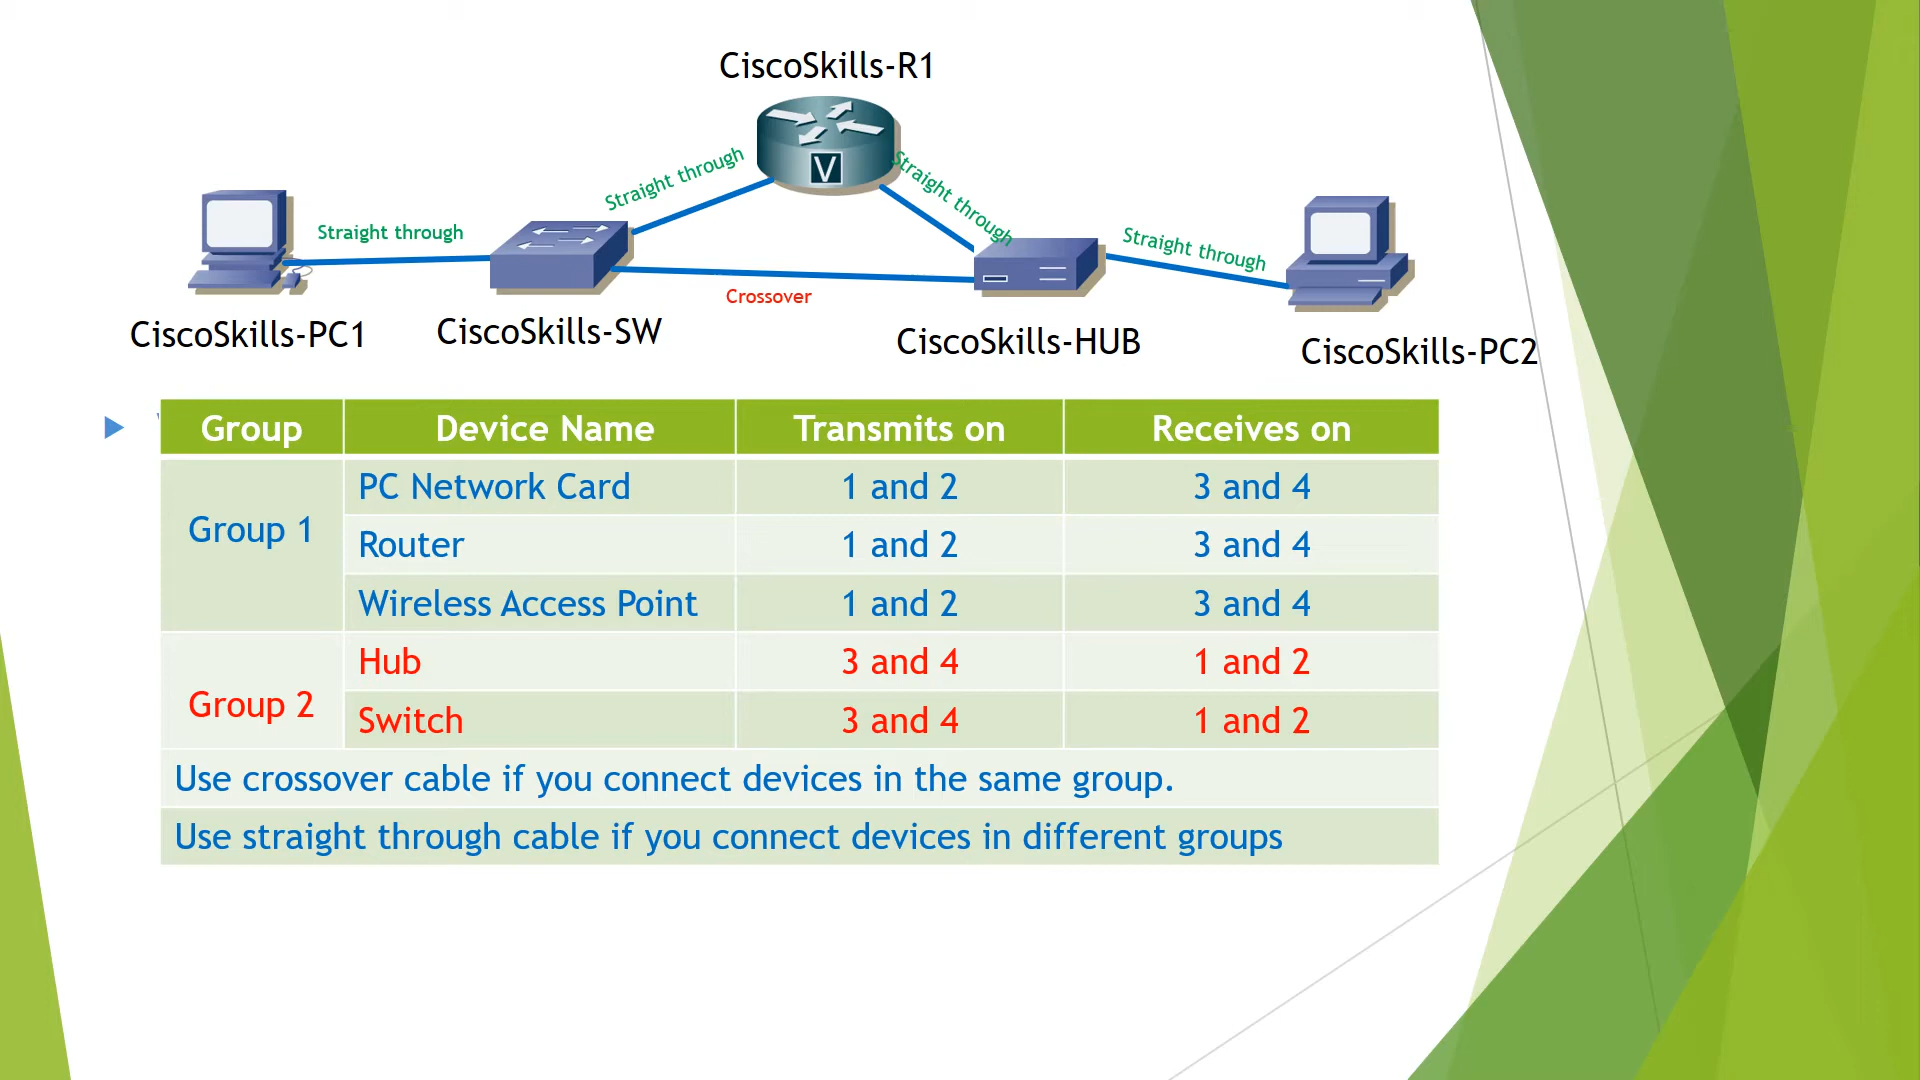 CiscoSkills-R1
V
Straight through
Straight through
Straight through
Straight through
Crossover
CiscoSkills-PC1
CiscoSkills-SW
CiscoSkills-HUB
CiscoSkills-PC2
Group Device Name Transmits on Receives on
Group 1
PC Network Card 1 and 2 3 and 4
Router 1 and 2 3 and 4
Wireless Access Point 1 and 2 3 and 4
Group 2
Hub 3 and 4 1 and 2
Switch 3 and 4 1 and 2
Use crossover cable if you connect devices in the same group.
Use straight through cable if you connect devices in different groups